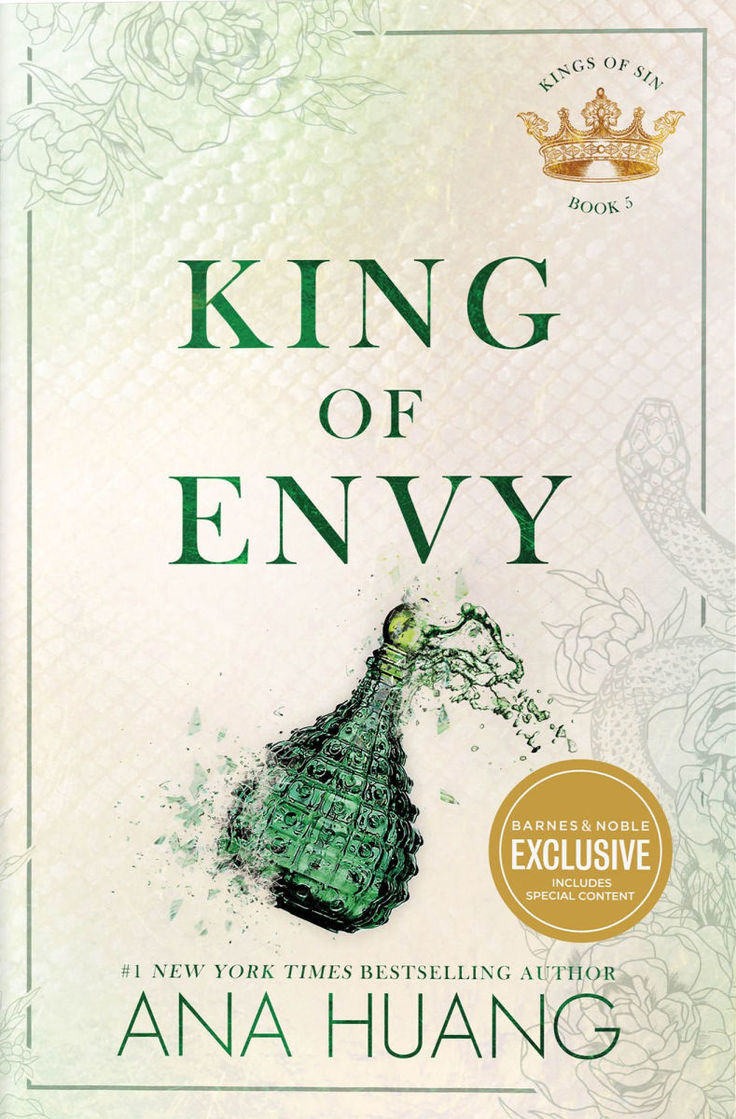 KINGS OF SIN
BOOK 5
KING
OF
ENVY
BARNES & NOBLE
EXCLUSIVE
INCLUDES
SPECIAL CONTENT
#1 NEW YORK TIMES BESTSELLING AUTHOR
ANA HUANG